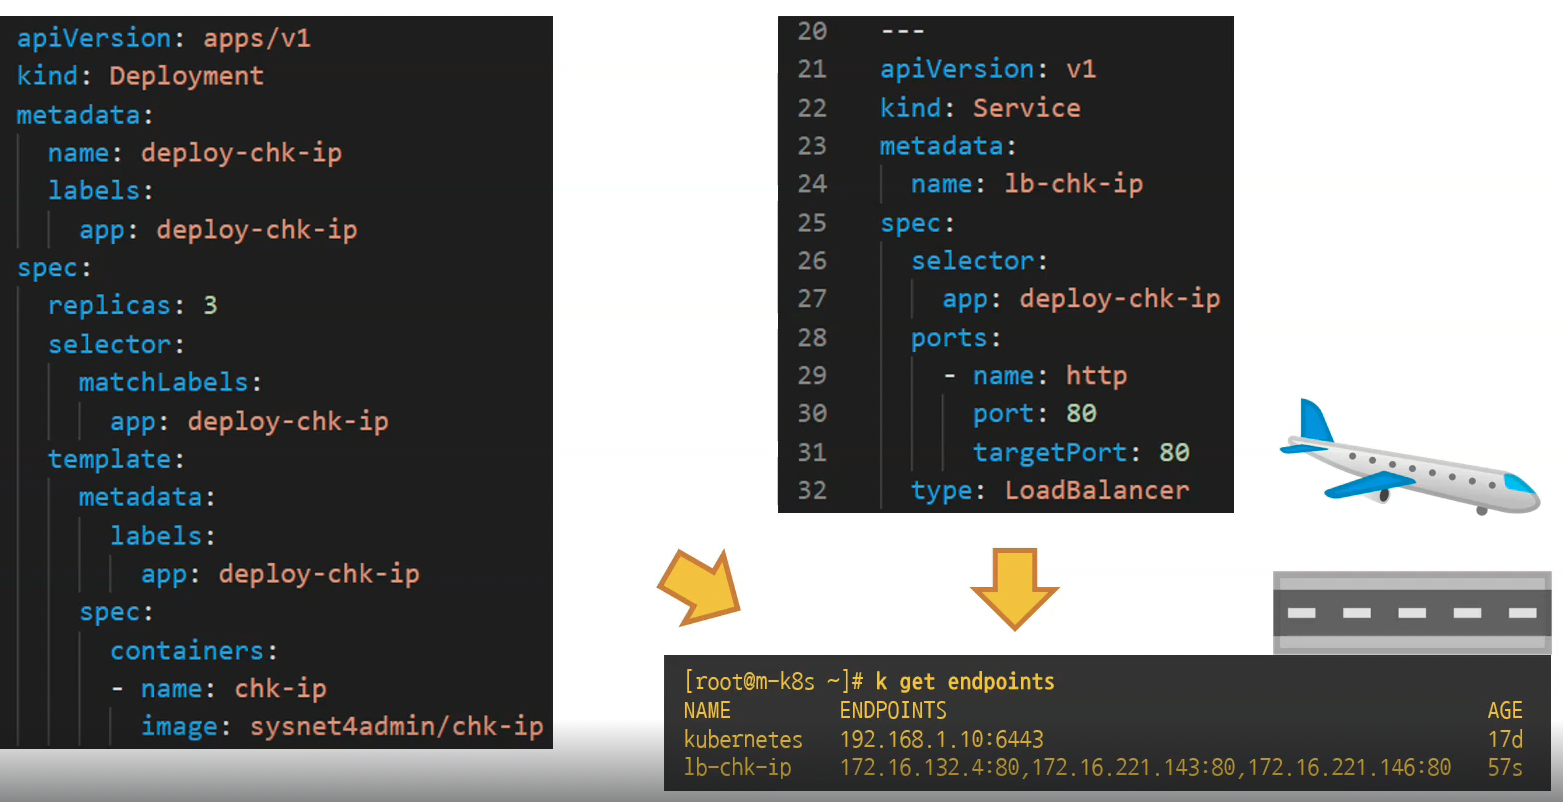 apiVersion: apps/v1
kind: Deployment
metadata:
  name: deploy-chk-ip
  labels:
    app: deploy-chk-ip
spec:
  replicas: 3
  selector:
    matchLabels:
      app: deploy-chk-ip
  template:
    metadata:
      labels:
        app: deploy-chk-ip
    spec:
      containers:
      - name: chk-ip
        image: sysnet4admin/chk-ip
20 ---
21 apiVersion: v1
22 kind: Service
23 metadata:
24   name: lb-chk-ip
25 spec:
26   selector:
27     app: deploy-chk-ip
28   ports:
29     - name: http
30       port: 80
31       targetPort: 80
32   type: LoadBalancer
[root@m-k8s ~]# k get endpoints
NAME ENDPOINTS AGE
kubernetes 192.168.1.10:6443 17d
lb-chk-ip 172.16.132.4:80,172.16.221.143:80,172.16.221.146:80 57s